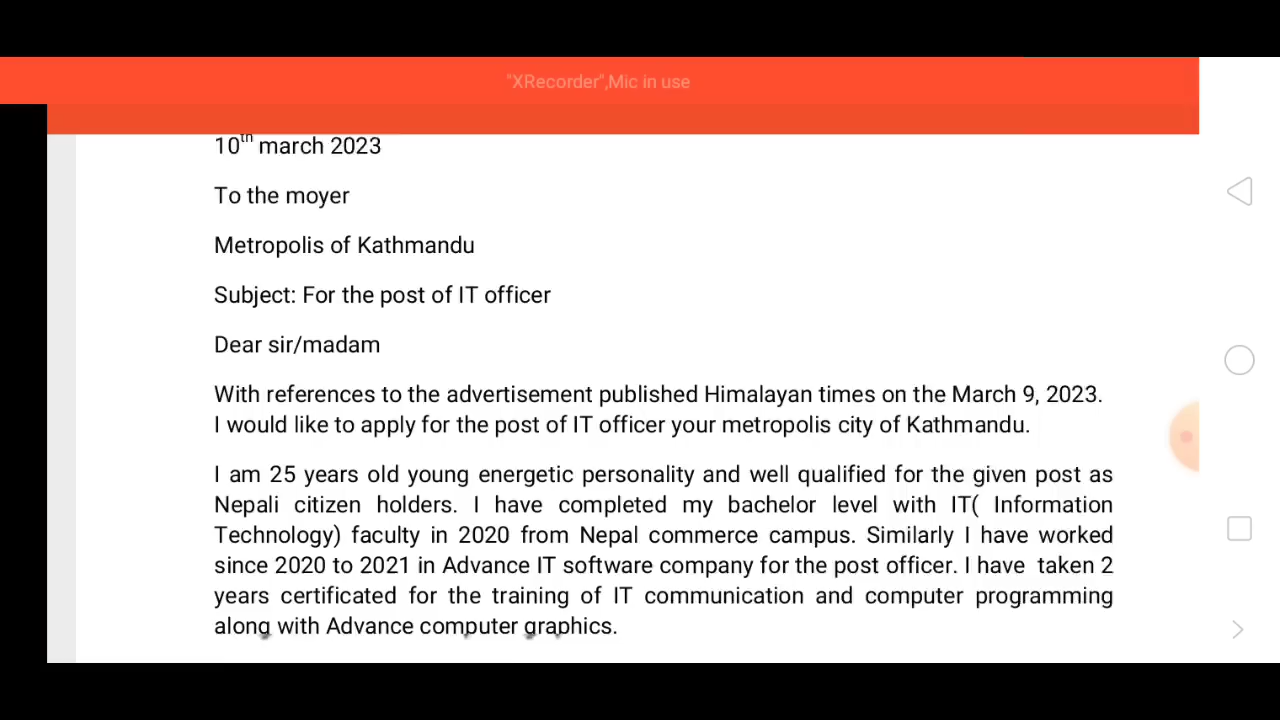 "XRecorder",Mic in use
10th march 2023
To the moyer
Metropolis of Kathmandu
Subject: For the post of IT officer
Dear sir/madam
With references to the advertisement published Himalayan times on the March 9, 2023.
I would like to apply for the post of IT officer your metropolis city of Kathmandu.
I am 25 years old young energetic personality and well qualified for the given post as
Nepali citizen holders. I have completed my bachelor level with IT( Information
Technology) faculty in 2020 from Nepal commerce campus. Similarly I have worked
since 2020 to 2021 in Advance IT software company for the post officer. I have taken 2
years certificated for the training of IT communication and computer programming
along with Advance computer graphics.